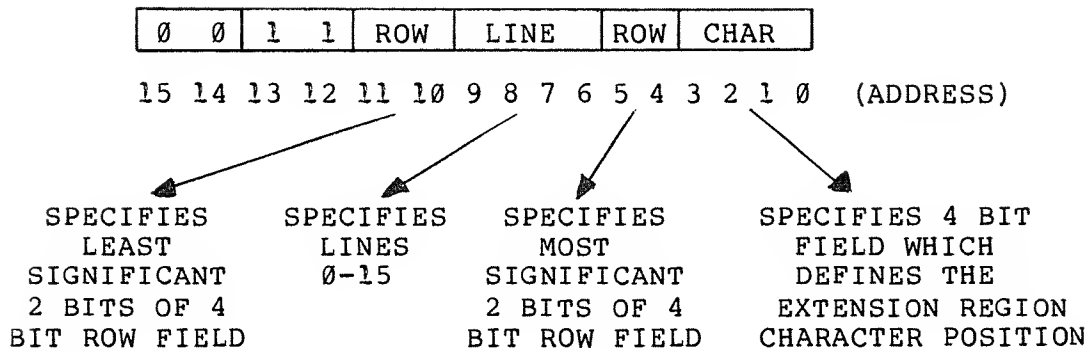 Ø Ø 1 1 ROW LINE ROW CHAR
15 14 13 12 11 1Ø 9 8 7 6 5 4 3 2 1 Ø (ADDRESS)
SPECIFIES
LEAST
SIGNIFICANT
2 BITS OF 4
BIT ROW FIELD
SPECIFIES
LINES
Ø-15
SPECIFIES
MOST
SIGNIFICANT
2 BITS OF 4
BIT ROW FIELD
SPECIFIES 4 BIT
FIELD WHICH
DEFINES THE
EXTENSION REGION
CHARACTER POSITION